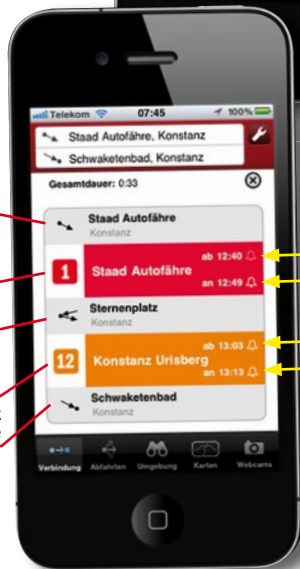 Telekom 07:45 100%
Staad Autofähre, Konstanz
Schwaketenbad, Konstanz
Gesamtdauer: 0:33
Staad Autofähre
Konstanz
ab 12:40
1 Staad Autofähre
an 12:49
Sternenplatz
Konstanz
ab 13:03
12 Konstanz Urisberg
an 13:13
Schwaketenbad
Konstanz
Verbindung Abfahrten Umgebung Karten Webcams